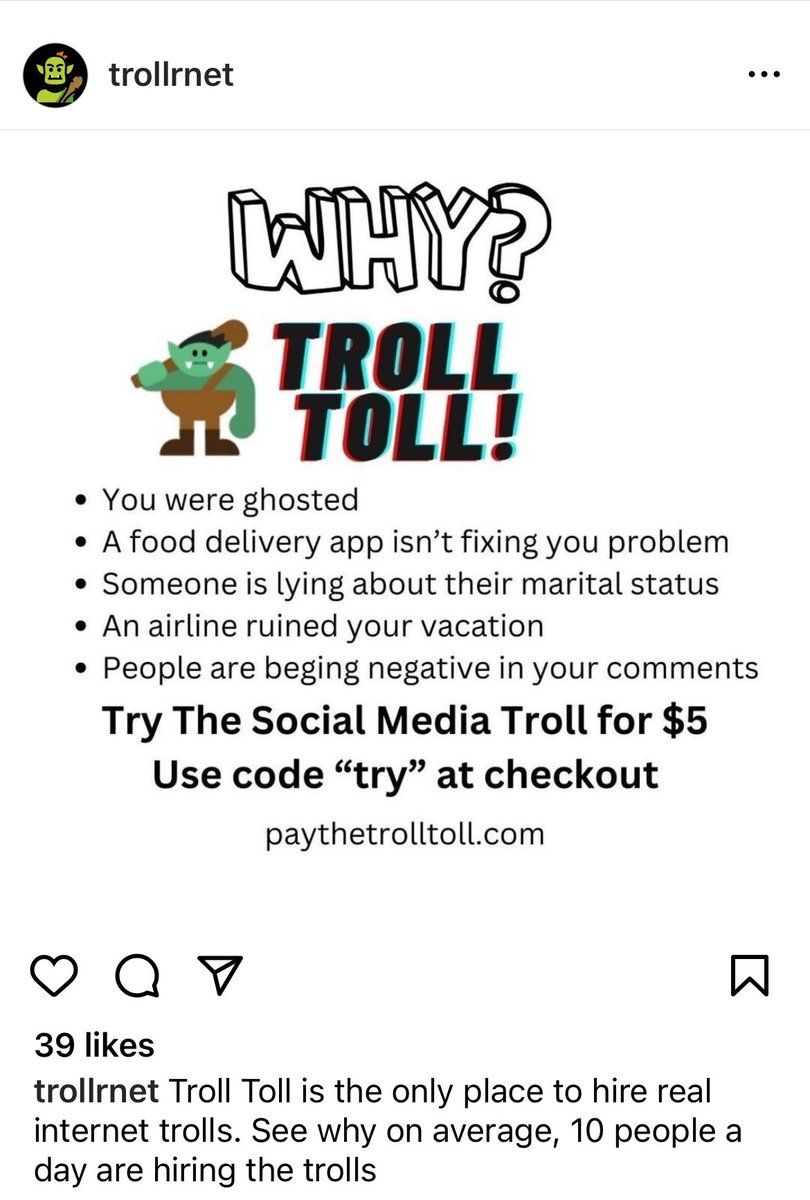 trollrnet
WHY?
TROLL
TOLL!
• You were ghosted
• A food delivery app isn’t fixing you problem
• Someone is lying about their marital status
• An airline ruined your vacation
• People are beging negative in your comments
Try The Social Media Troll for $5
Use code “try” at checkout
paythetrolltoll.com
39 likes
trollrnet Troll Toll is the only place to hire real
internet trolls. See why on average, 10 people a
day are hiring the trolls